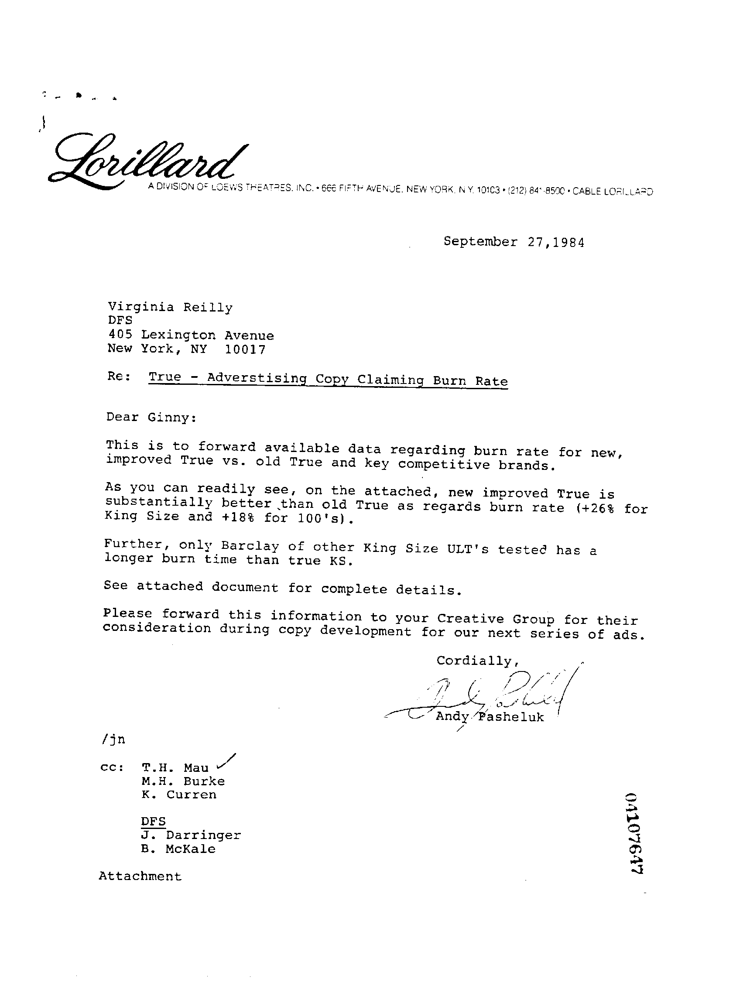 Lorillard
A DIVISION OF LOEWS THEATRES, INC. • 666 FIFTH AVENUE, NEW YORK, N.Y. 10103 • (212) 841-8500 • CABLE LORILLARD
September 27,1984
Virginia Reilly
DFS
405 Lexington Avenue
New York, NY 10017
Re: True - Adverstising Copy Claiming Burn Rate
Dear Ginny:
This is to forward available data regarding burn rate for new,
improved True vs. old True and key competitive brands.
As you can readily see, on the attached, new improved True is
substantially better than old True as regards burn rate (+26% for
King Size and +18% for 100's).
Further, only Barclay of other King Size ULT's tested has a
longer burn time than true KS.
See attached document for complete details.
Please forward this information to your Creative Group for their
consideration during copy development for our next series of ads.
Cordially,
Andy Pasheluk
/jn
cc: T.H. Mau
M.H. Burke
K. Curren
DFS
J. Darringer
B. McKale
Attachment
04107647